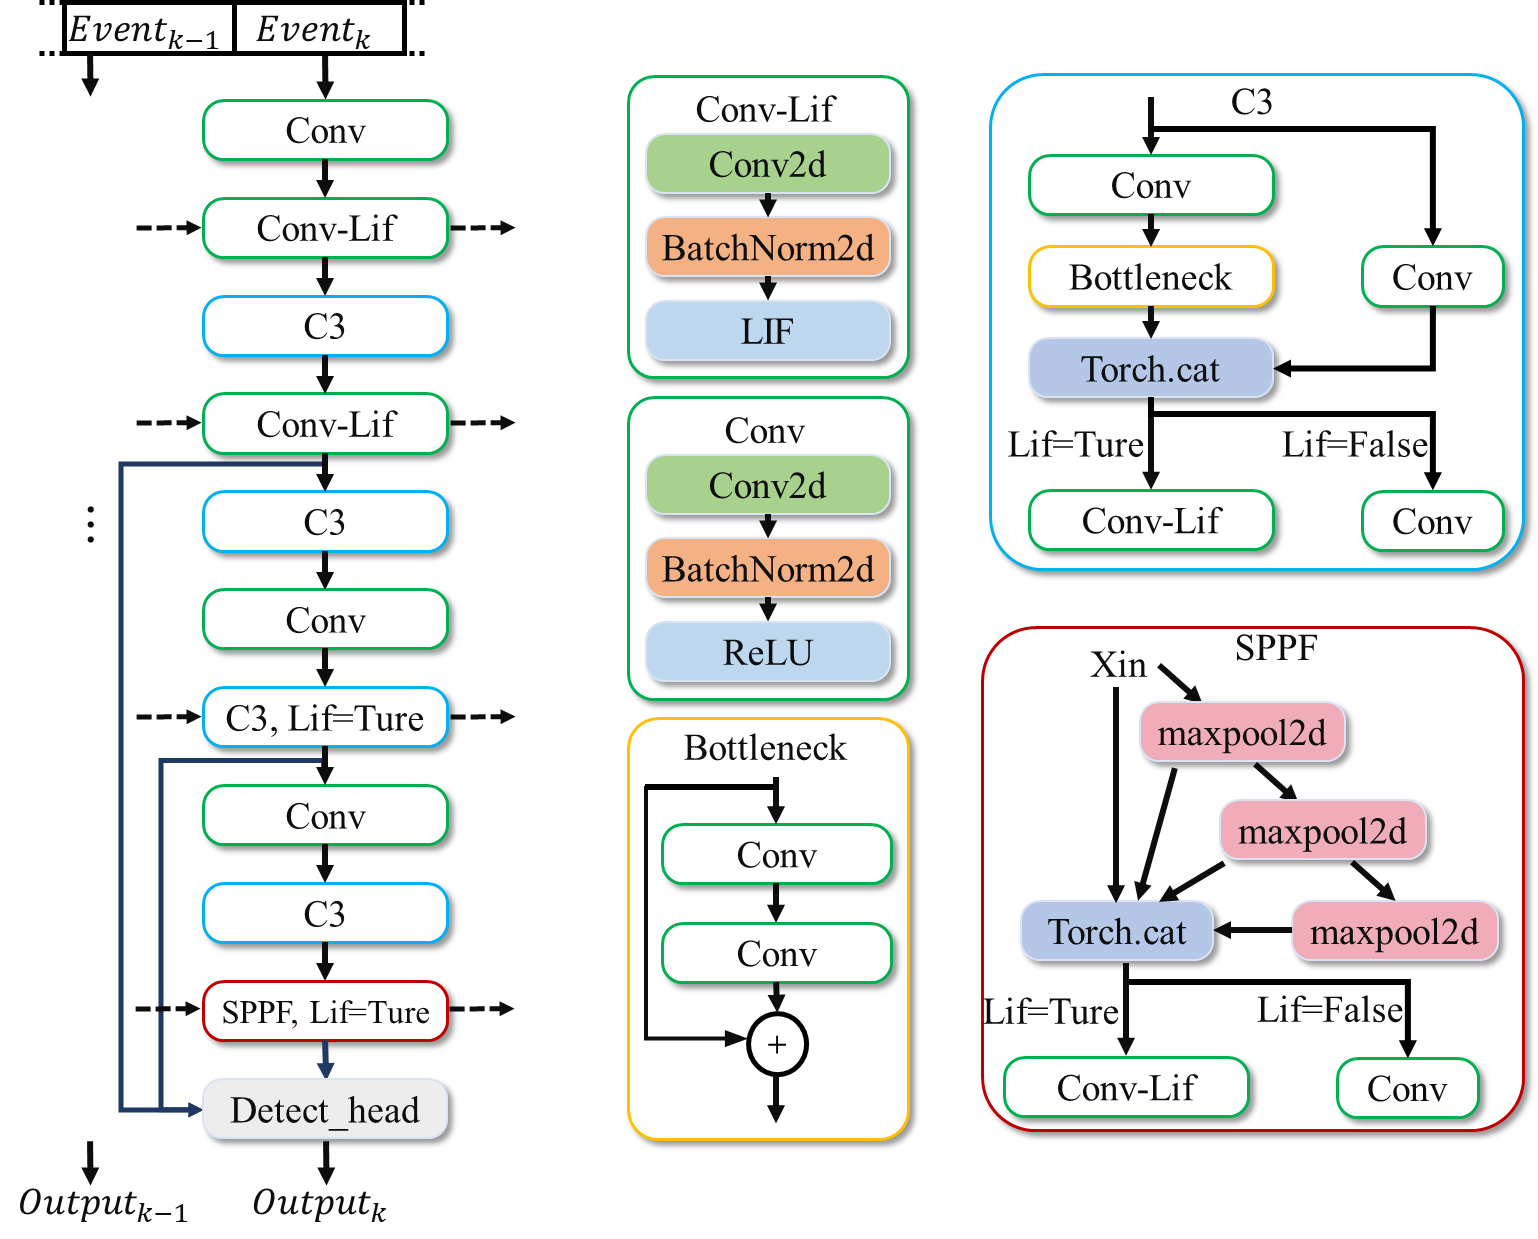 Event_{k-1} Event_k
Conv
Conv-Lif
C3
Conv-Lif
C3
Conv
C3, Lif=Ture
Conv
C3
SPPF, Lif=Ture
Detect_head
Output_{k-1} Output_k
Conv-Lif
Conv2d
BatchNorm2d
LIF
Conv
Conv2d
BatchNorm2d
ReLU
Bottleneck
Conv
Conv
+
C3
Conv
Bottleneck Conv
Torch.cat
Lif=Ture Lif=False
Conv-Lif Conv
SPPF
Xin
maxpool2d
maxpool2d
Torch.cat maxpool2d
Lif=Ture Lif=False
Conv-Lif Conv